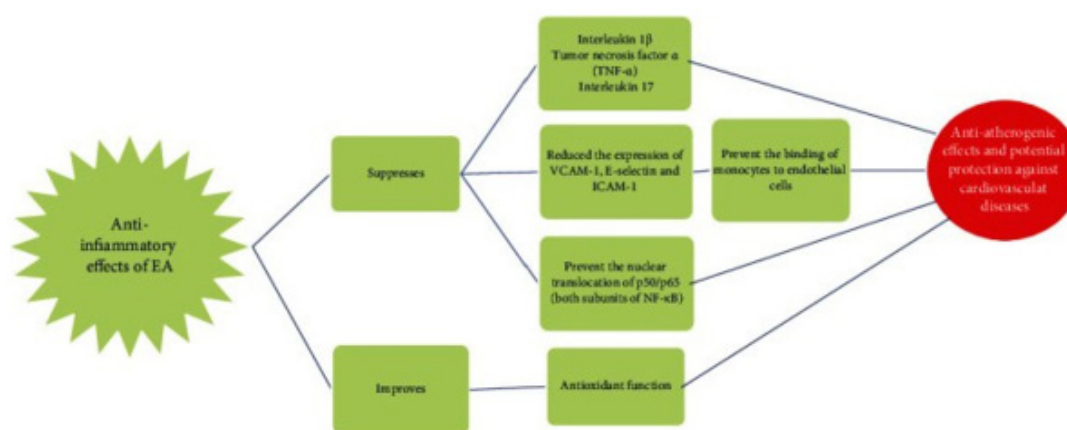 Anti-
infiammatory
effects of EA
Suppresses
Improves
Interleukin 1β
Tumor necrosis factor α
(TNF-α)
Interleukin 17
Reduced the expression of
VCAM-1, E-selectin and
ICAM-1
Prevent the binding of
monocytes to endothelial
cells
Prevent the nuclear
translocation of p50/p65
(both subunits of NF-κB)
Antioxidant function
Anti-atherogenic
effects and potential
protection against
cardiovasculat
diseases